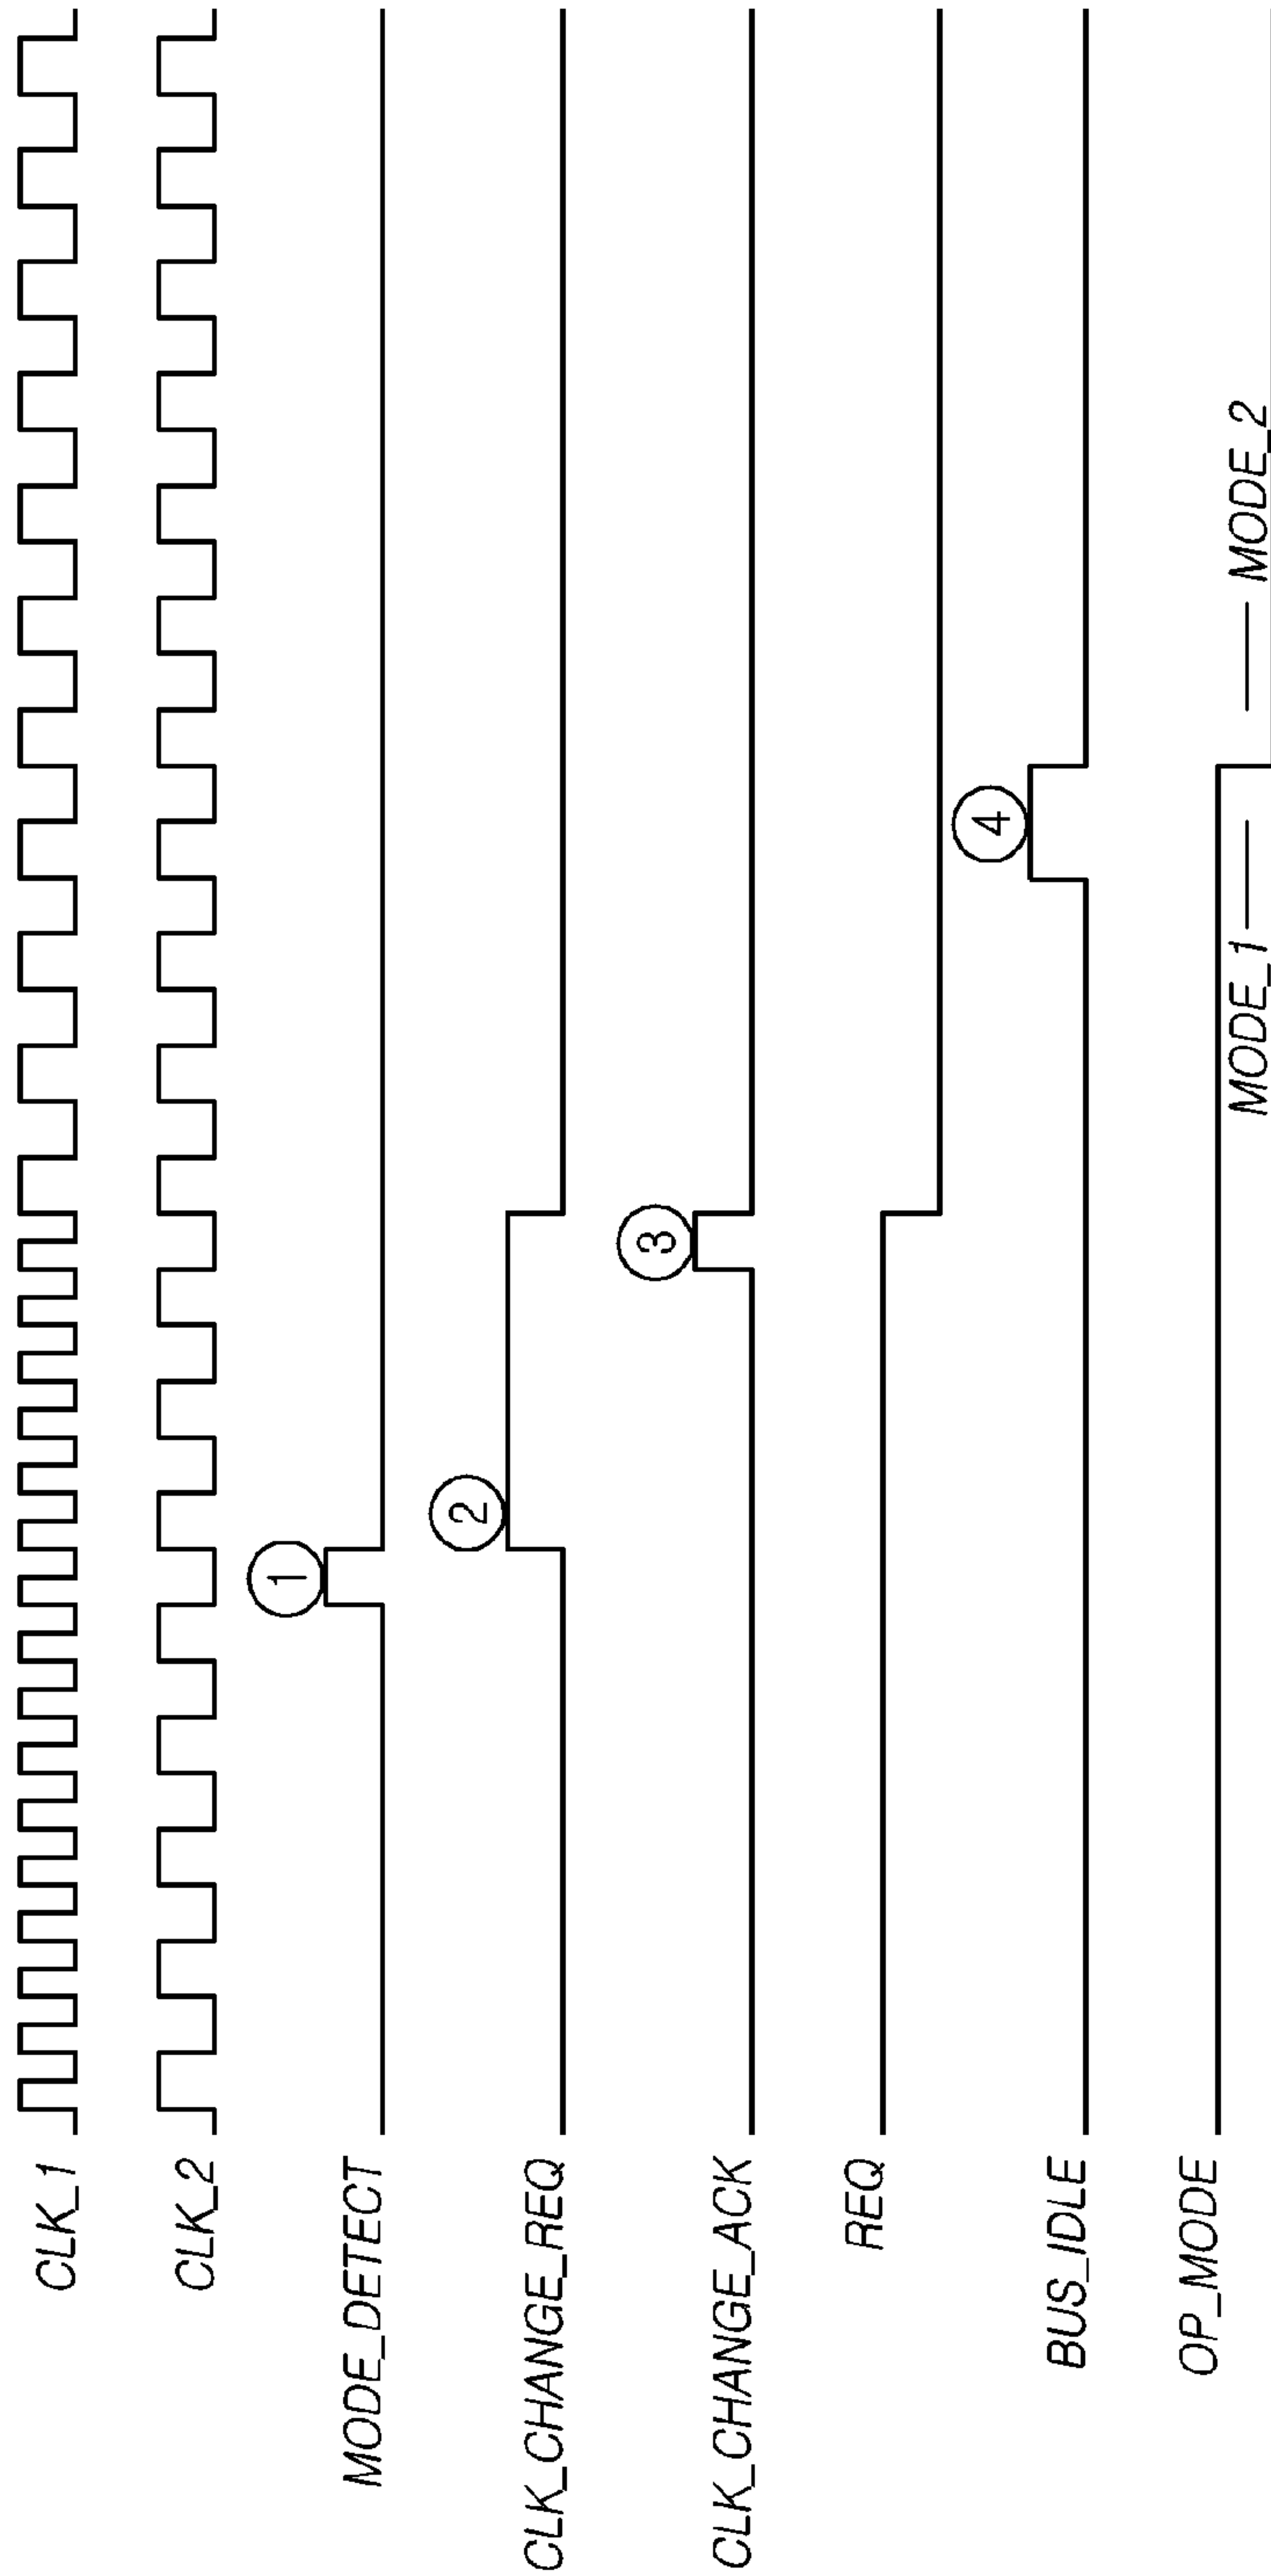 CLK_1
CLK_2
MODE_DETECT
1
CLK_CHANGE_REQ
2
CLK_CHANGE_ACK
3
REQ
BUS_IDLE
4
OP_MODE
MODE_1
MODE_2